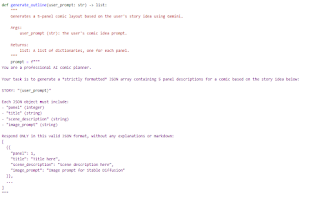 def generate_outline(user_prompt: str) -> list:
"""
Generates a 5-panel comic layout based on the user's story idea using Gemini.
Args:
user_prompt (str): The user's comic idea prompt.
Returns:
list: A list of dictionaries, one for each panel.
"""
prompt = f"""
You are a professional AI comic planner.
Your task is to generate a *strictly formatted* JSON array containing 5 panel descriptions for a comic based on the story idea below:
STORY: "{user_prompt}"
Each JSON object must include:
- "panel" (integer)
- "title" (string)
- "scene_description" (string)
- "image_prompt" (string)
Respond ONLY in this valid JSON format, without any explanations or markdown:
[
{{
"panel": 1,
"title": "Title here",
"scene_description": "Scene description here",
"image_prompt": "Image prompt for Stable Diffusion"
}},
...
]
"""